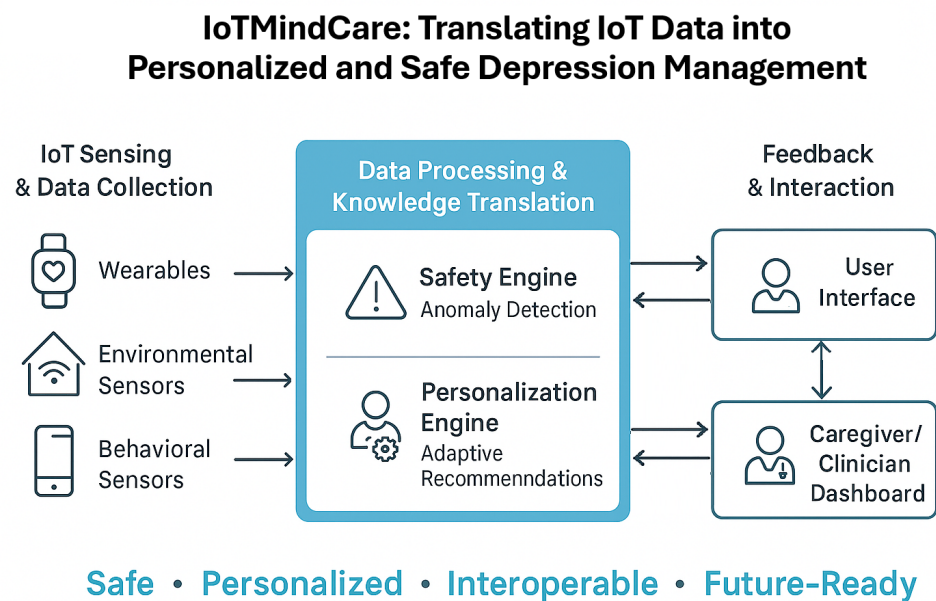 IoTMindCare: Translating IoT Data into
Personalized and Safe Depression Management
IoT Sensing
& Data Collection
Wearables
Environmental
Sensors
Behavioral
Sensors
Data Processing &
Knowledge Translation
Safety Engine
Anomaly Detection
Personalization
Engine
Adaptive
Recommenndations
Feedback
& Interaction
User
Interface
Caregiver/
Clinician
Dashboard
Safe • Personalized • Interoperable • Future-Ready